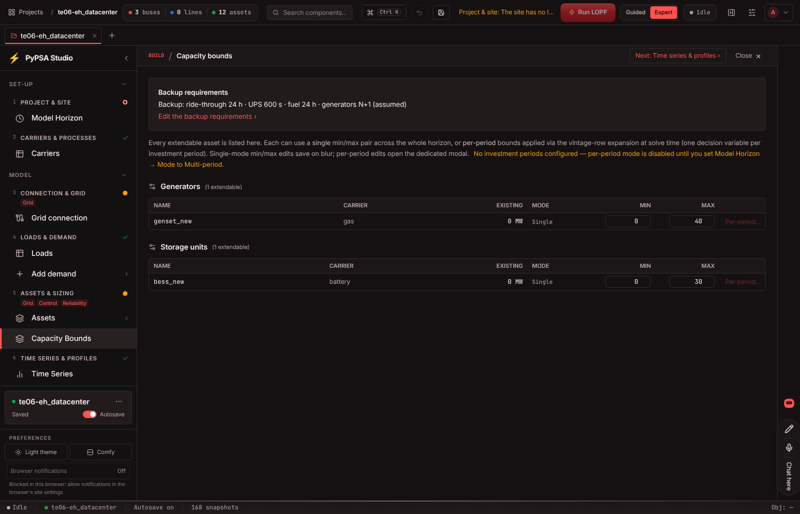 Projects / te06-eh_datacenter
3 buses 0 lines 12 assets
Search components...
Ctrl K
Project & site: The site has no l...
Run LOPF
Guided Expert
Idle
A
te06-eh_datacenter
PyPSA Studio
SET-UP
1 PROJECT & SITE
Model Horizon
2 CARRIERS & PROCESSES
Carriers
MODEL
3 CONNECTION & GRID
Grid
Grid connection
4 LOADS & DEMAND
Loads
Add demand
5 ASSETS & SIZING
Grid Control Reliability
Assets
Capacity Bounds
6 TIME SERIES & PROFILES
Time Series
te06-eh_datacenter
Saved Autosave
PREFERENCES
Light theme Comfy
Browser notifications Off
Blocked in this browser: allow notifications in the
browser's site settings
BUILD / Capacity bounds
Next: Time series & profiles ›
Close
Backup requirements
Backup: ride-through 24 h · UPS 600 s · fuel 24 h · generators N+1 (assumed)
Edit the backup requirements ›
Every extendable asset is listed here. Each can use a single min/max pair across the whole horizon, or per-period bounds applied via the vintage-row expansion at solve time (one decision variable per
investment period). Single-mode min/max edits save on blur; per-period edits open the dedicated modal. No investment periods configured — per-period mode is disabled until you set Model Horizon
→ Mode to Multi-period.
Generators (1 extendable)
NAME CARRIER EXISTING MODE MIN MAX
genset_new gas 0 MW Single 0 40 Per-period...
Storage units (1 extendable)
NAME CARRIER EXISTING MODE MIN MAX
bess_new battery 0 MW Single 0 30 Per-period...
Chat here
Idle te06-eh_datacenter Autosave on 168 snapshots Obj: —